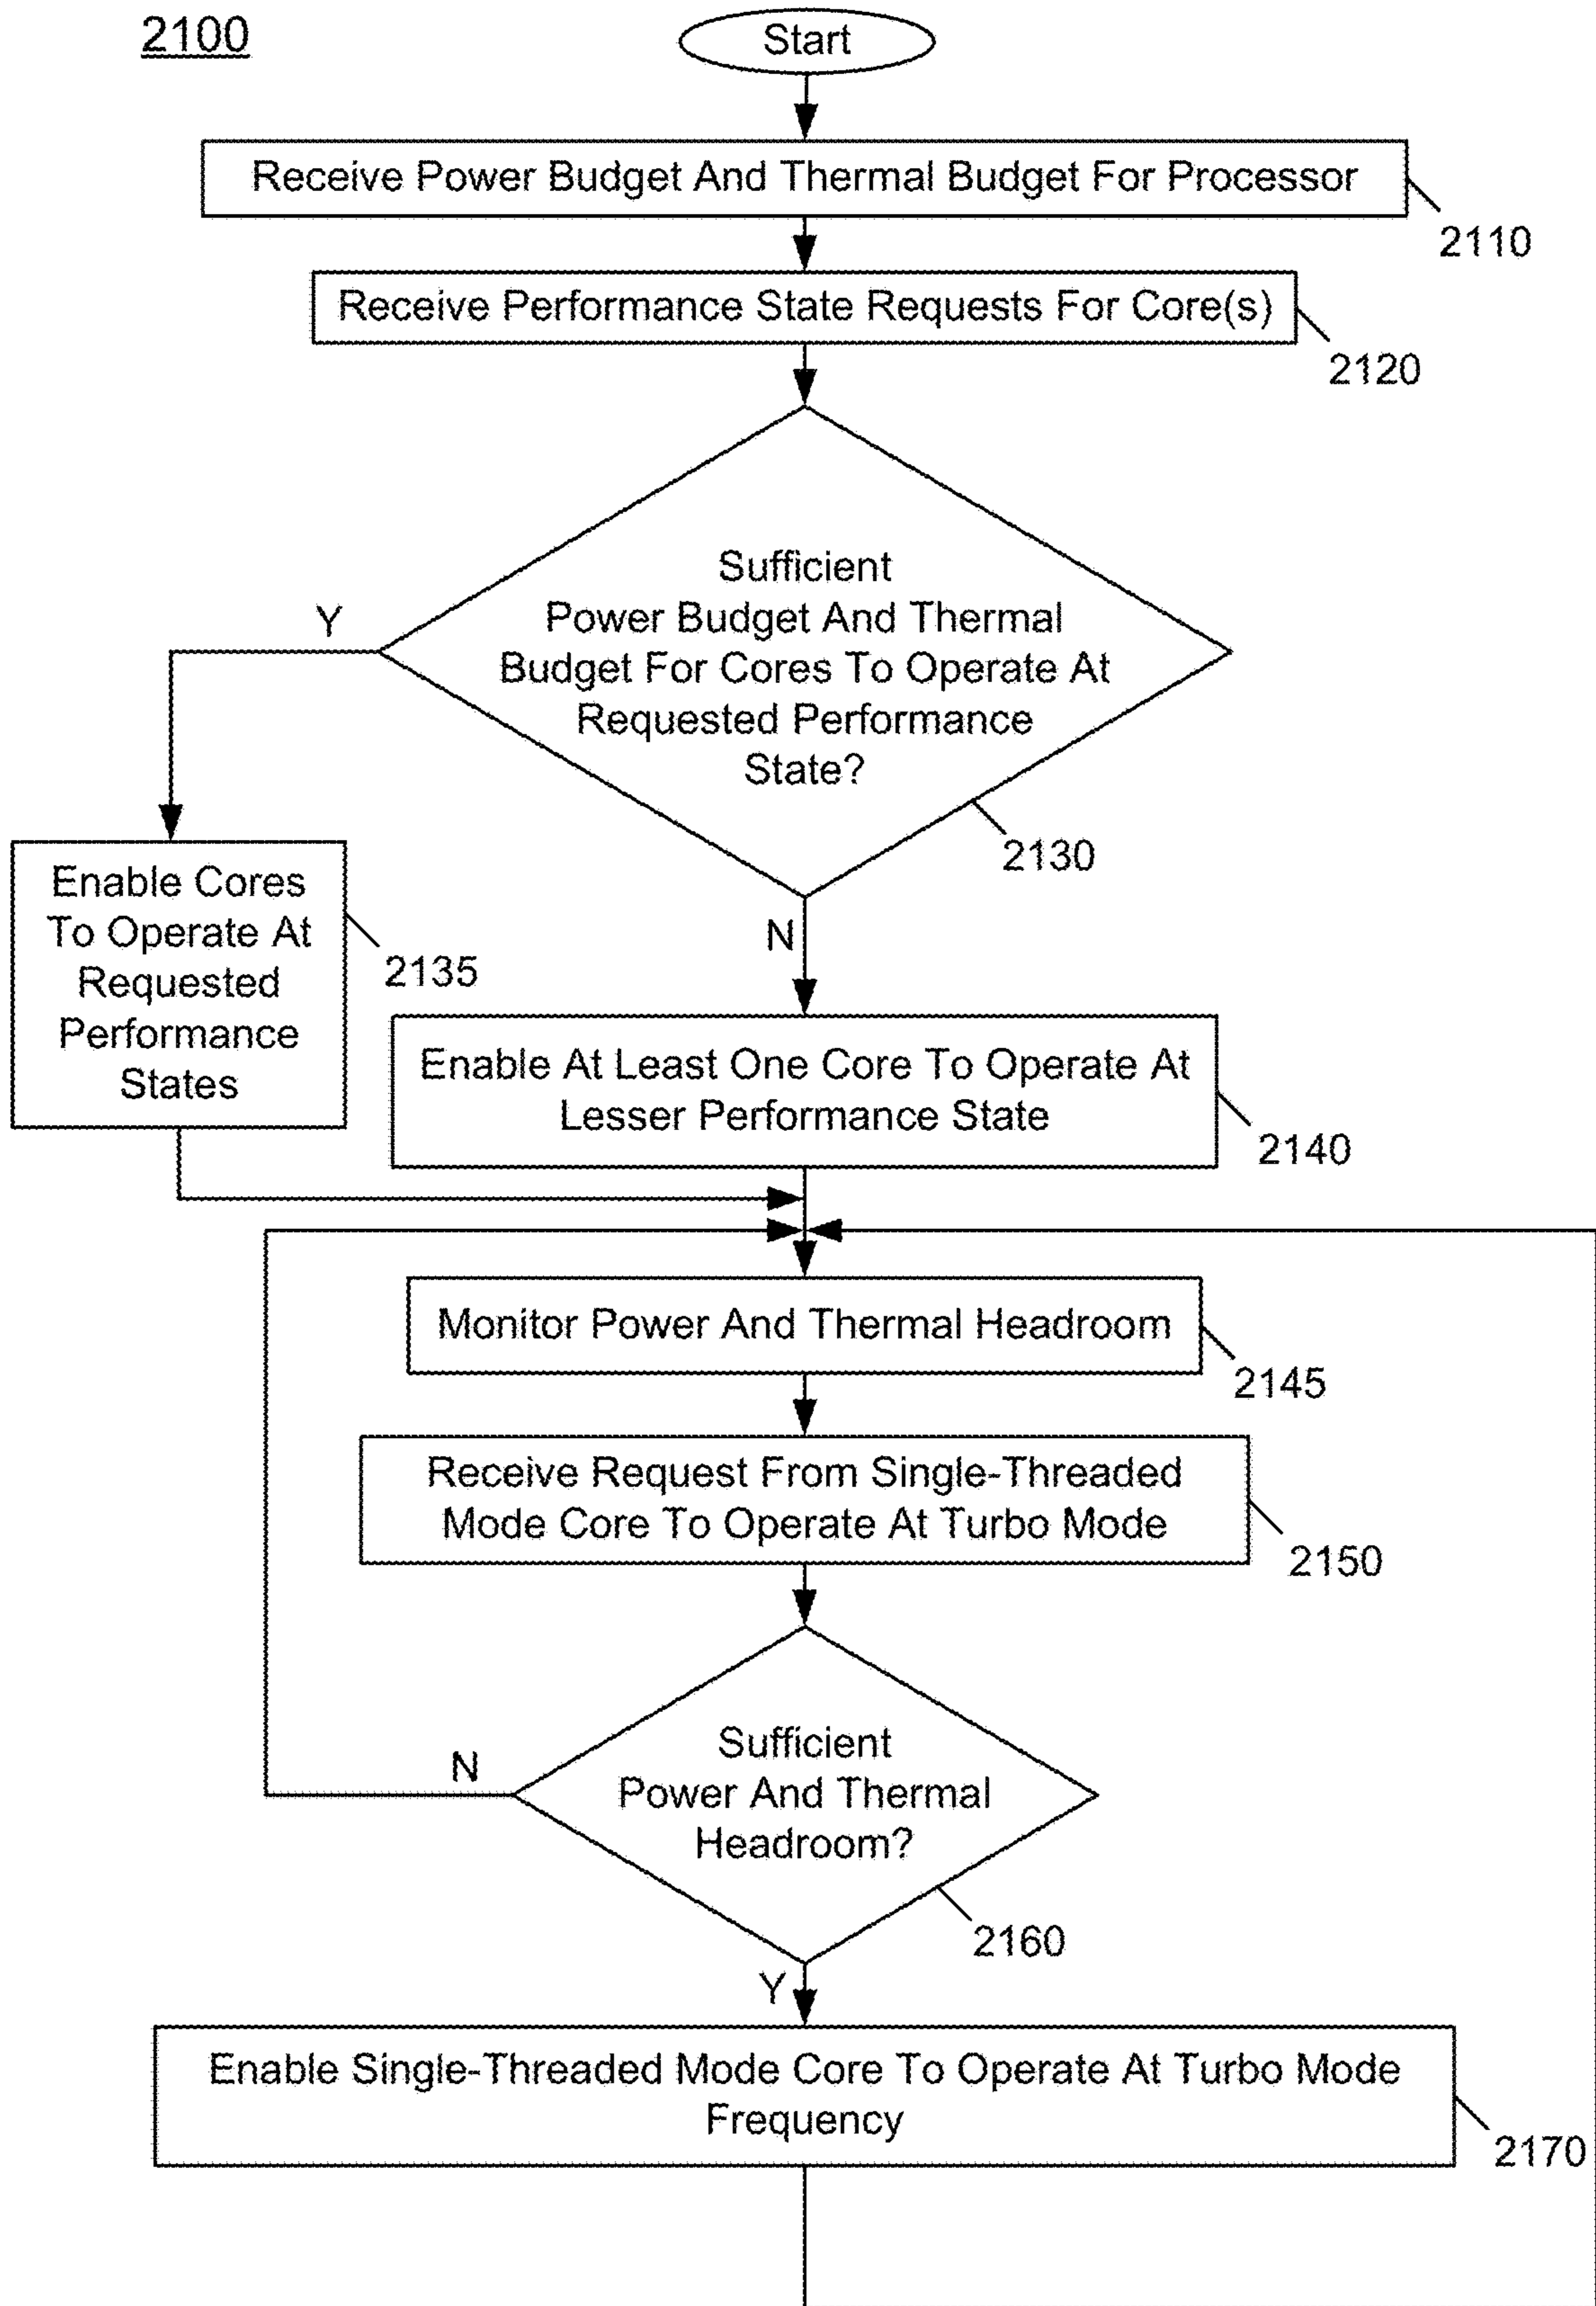 2100
Start
Receive Power Budget And Thermal Budget For Processor
2110
Receive Performance State Requests For Core(s)
2120
Sufficient
Power Budget And Thermal
Budget For Cores To Operate At
Requested Performance
State?
2130
Y
N
Enable Cores
To Operate At
Requested
Performance
States
2135
Enable At Least One Core To Operate At
Lesser Performance State
2140
Monitor Power And Thermal Headroom
2145
Receive Request From Single-Threaded
Mode Core To Operate At Turbo Mode
2150
Sufficient
Power And Thermal
Headroom?
2160
N
Y
Enable Single-Threaded Mode Core To Operate At Turbo Mode
Frequency
2170